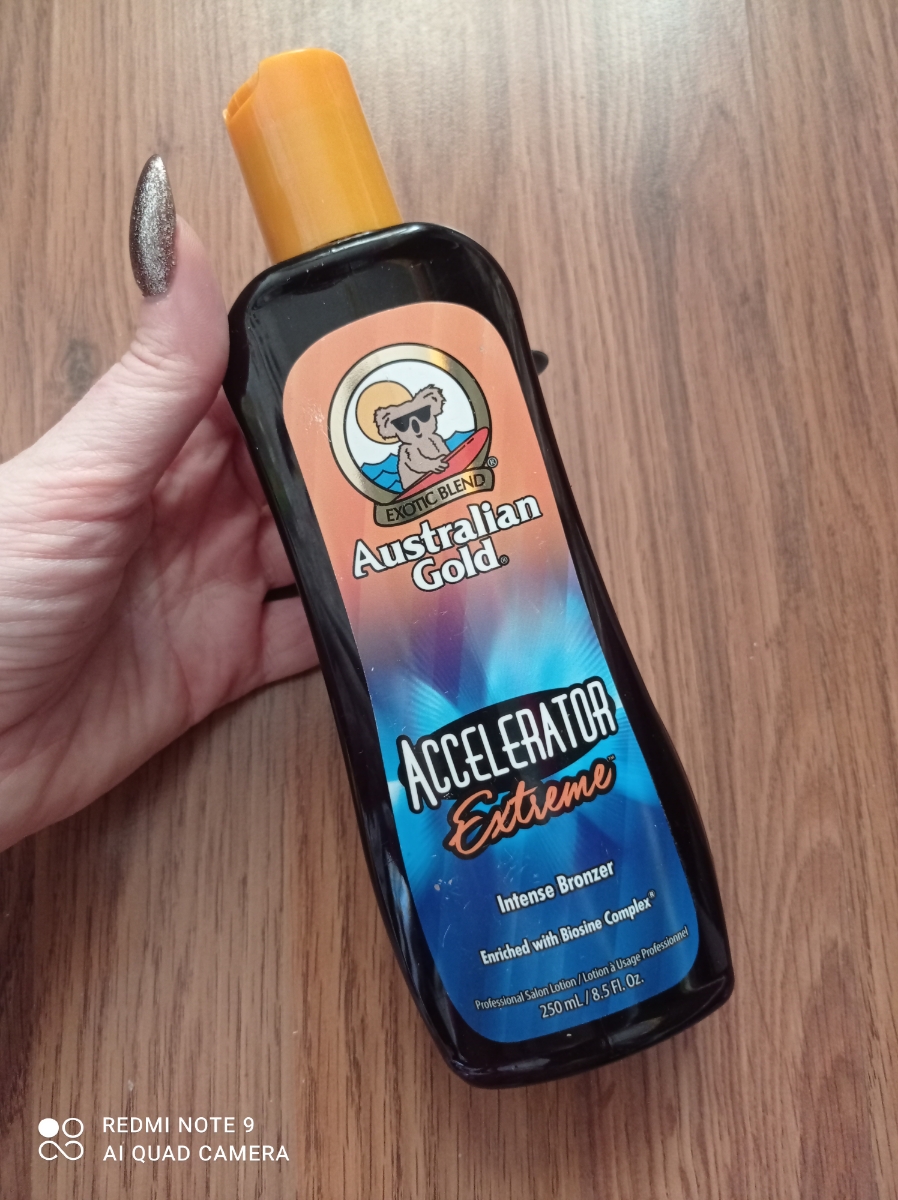 EXOTIC BLEND®
Australian
Gold®
ACCELERATOR
Extreme™
Intense Bronzer
Enriched with Biosine Complex®
Professional Salon Lotion / Lotion à Usage Professionnel
250 mL / 8.5 Fl. Oz.
REDMI NOTE 9
AI QUAD CAMERA